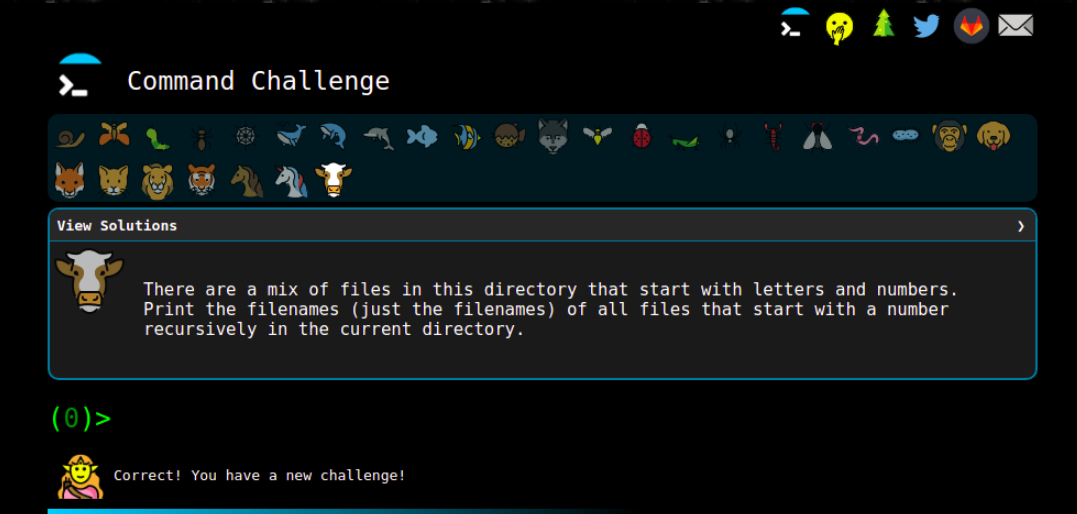 Command Challenge
View Solutions
There are a mix of files in this directory that start with letters and numbers.
Print the filenames (just the filenames) of all files that start with a number
recursively in the current directory.
(0)>
Correct! You have a new challenge!